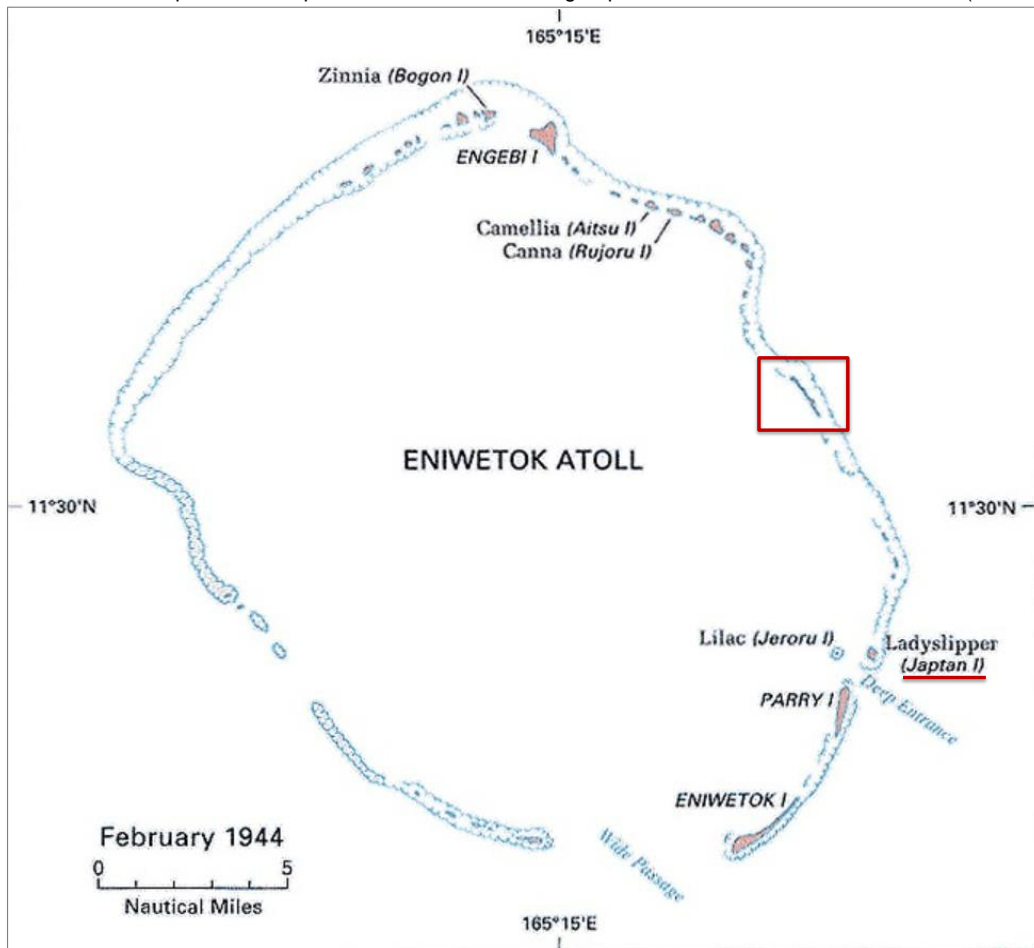 165°15'E
Zinnia (Bogon I)
ENGEBI I
Camellia (Aitsu I)
Canna (Rujoru I)
ENIWETOK ATOLL
11°30'N
11°30'N
Lilac (Jeroru I)
Ladyslipper
(Japtan I)
Deep Entrance
PARRY I
ENIWETOK I
Wide Passage
February 1944
0 5
Nautical Miles
165°15'E